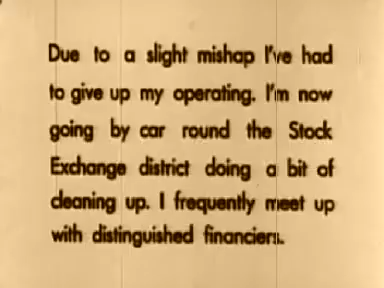 Due to a slight mishap I've had
to give up my operating. I'm now
going by car round the Stock
Exchange district doing a bit of
cleaning up. I frequently meet up
with distinguished financiers.